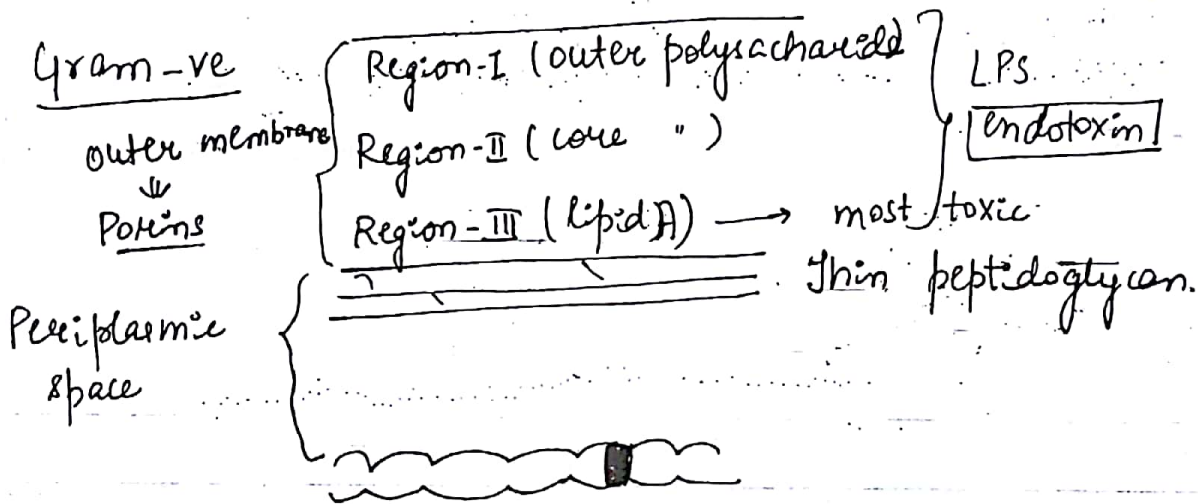 Gram-ve
outer membrane
⇓
Porins
Region-I (outer polysacharide)
Region-II (core ")
Region-III (lipid A) → most toxic
LPS
endotoxin
Thin peptidoglycan.
Periplasmic
space